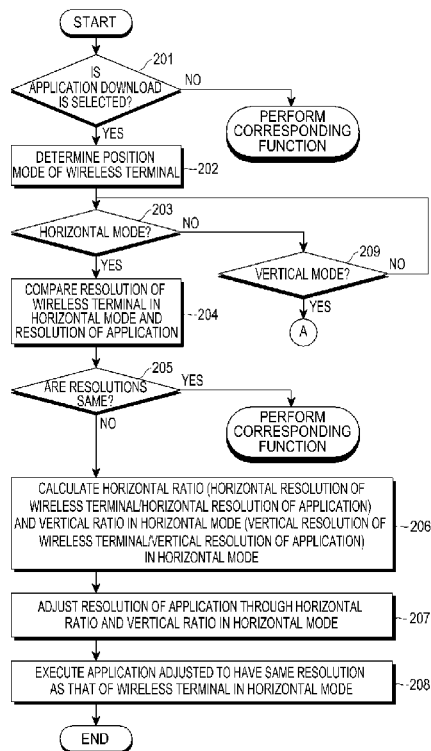 START
201
IS
APPLICATION DOWNLOAD
IS SELECTED?
NO
YES
PERFORM
CORRESPONDING
FUNCTION
DETERMINE POSITION
MODE OF WIRELESS TERMINAL
202
203
HORIZONTAL MODE?
NO
YES
209
VERTICAL MODE?
NO
YES
A
COMPARE RESOLUTION OF
WIRELESS TERMINAL IN
HORIZONTAL MODE AND
RESOLUTION OF APPLICATION
204
205
ARE RESOLUTIONS
SAME?
YES
NO
PERFORM
CORRESPONDING
FUNCTION
CALCULATE HORIZONTAL RATIO (HORIZONTAL RESOLUTION OF
WIRELESS TERMINAL/HORIZONTAL RESOLUTION OF APPLICATION)
AND VERTICAL RATIO IN HORIZONTAL MODE (VERTICAL RESOLUTION OF
WIRELESS TERMINAL/VERTICAL RESOLUTION OF APPLICATION)
IN HORIZONTAL MODE
206
ADJUST RESOLUTION OF APPLICATION THROUGH HORIZONTAL
RATIO AND VERTICAL RATIO IN HORIZONTAL MODE
207
EXECUTE APPLICATION ADJUSTED TO HAVE SAME RESOLUTION
AS THAT OF WIRELESS TERMINAL IN HORIZONTAL MODE
208
END